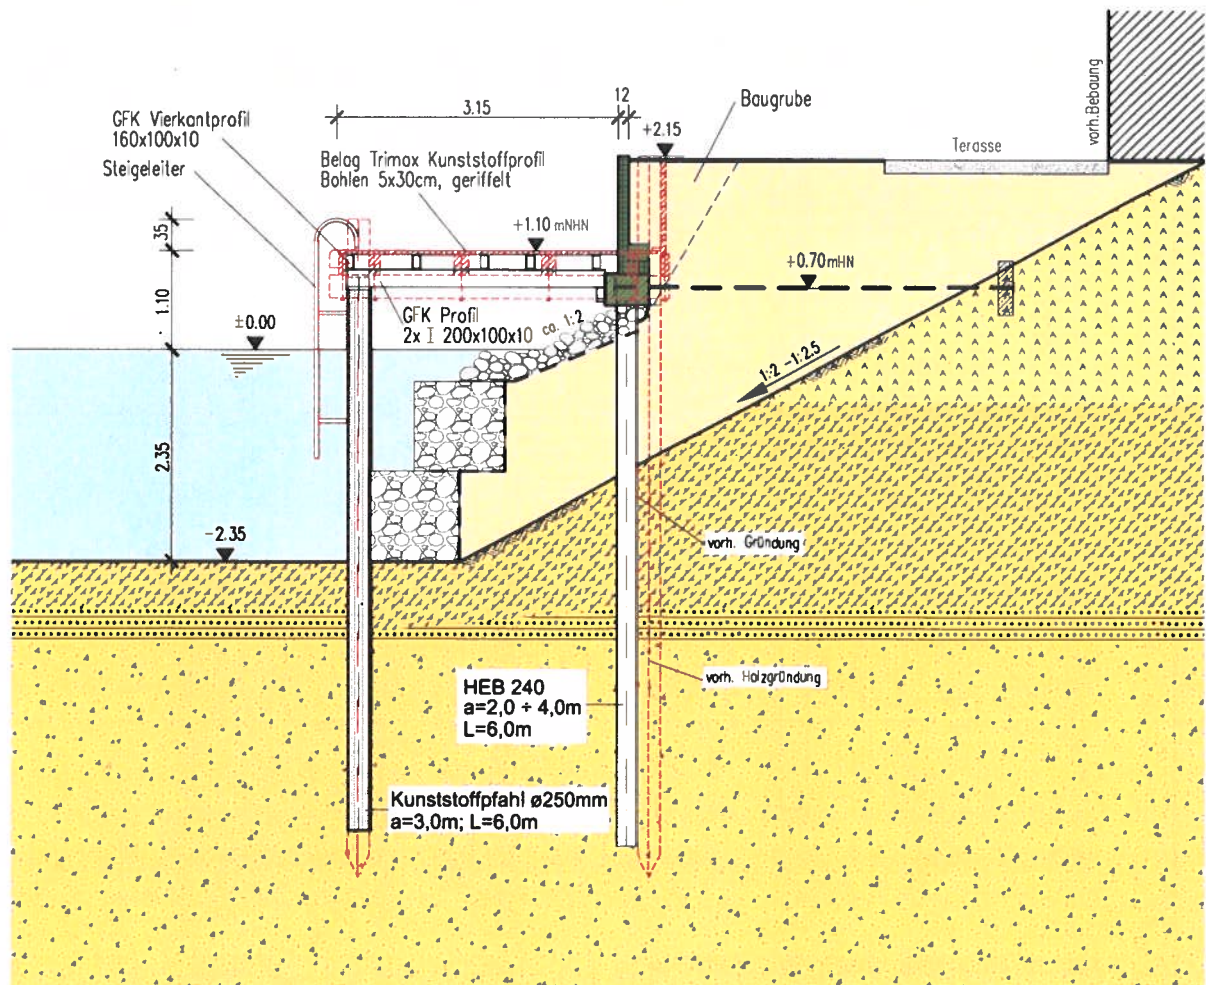 3.15
12
Baugrube
GFK Vierkantprofil
160x100x10
Steigeleiter
Belag Trimax Kunststoffprofil
Bohlen 5x30cm, geriffelt
+2.15
Terasse
vorh.Bebaung
.35
+1.10 mNHN
+0.70mHN
1.10
±0.00
GFK Profil
2x I 200x100x10
ca. 1:2
1:2 -1:2.5
2.35
-2.35
vorh. Gründung
vorh. Holzgründung
HEB 240
a=2,0 ÷ 4,0m
L=6,0m
Kunststoffpfahl ø250mm
a=3,0m; L=6,0m